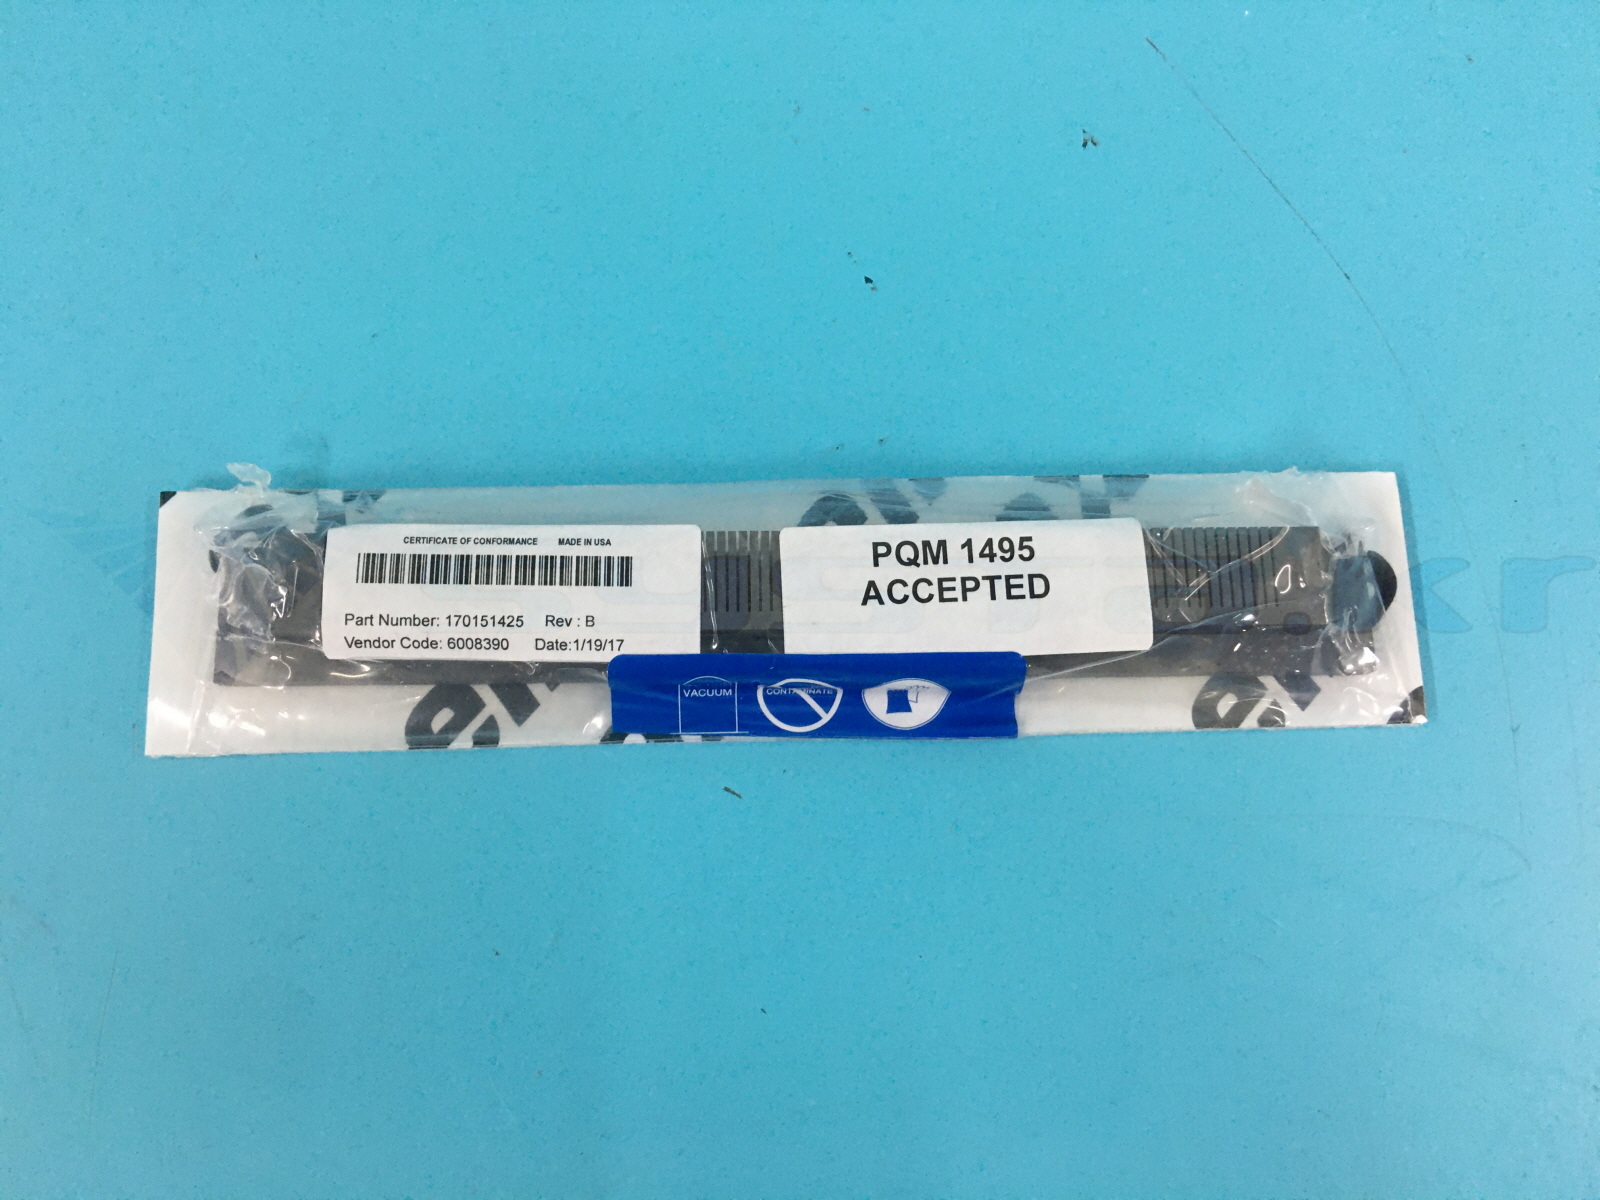 CERTIFICATE OF CONFORMANCE MADE IN USA
Part Number: 170151425 Rev : B
Vendor Code: 6008390 Date:1/19/17
PQM 1495
ACCEPTED
VACUUM
CONTAMINATE